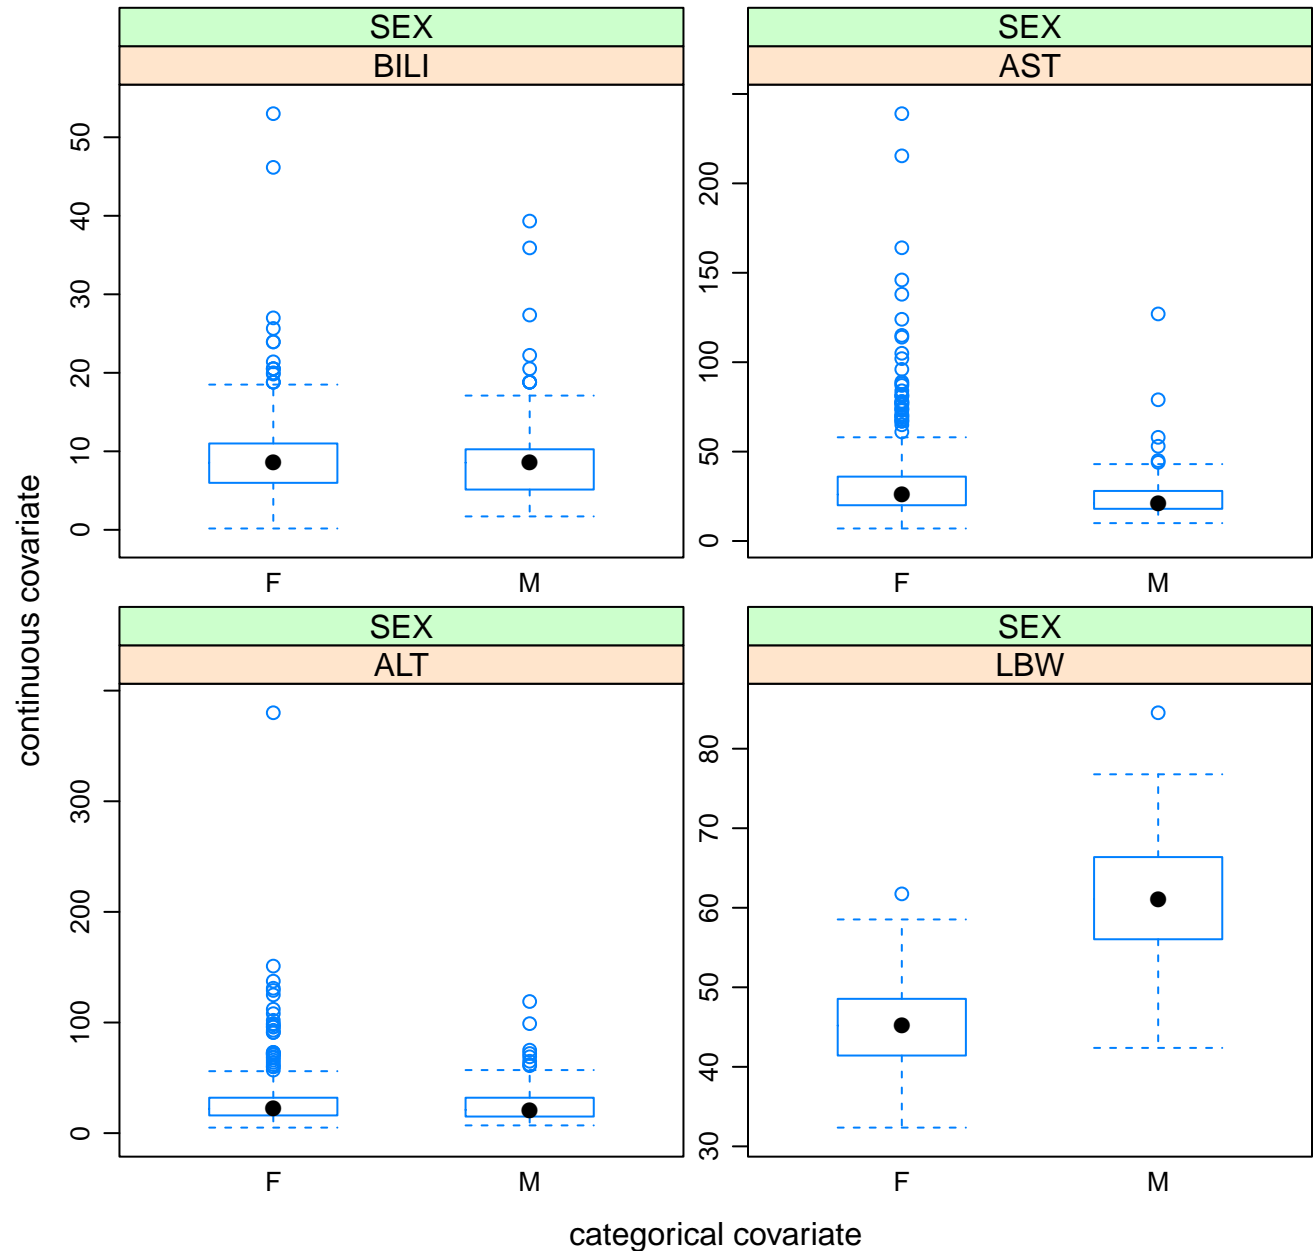 SEX
BILI
0 10 20 30 40 50
F M
SEX
AST
0 50 100 150 200
F M
SEX
ALT
0 100 200 300
F M
SEX
LBW
30 40 50 60 70 80
F M
continuous covariate
categorical covariate